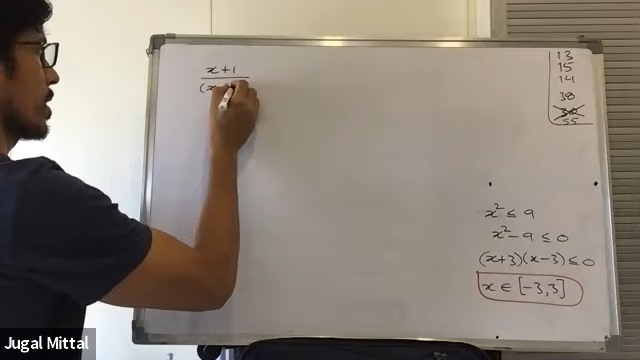 x+1
(x
13
15
14
38
55
x² ≤ 9
x² - 9 ≤ 0
(x+3)(x-3) ≤ 0
x ∈ [-3,3]
Jugal Mittal